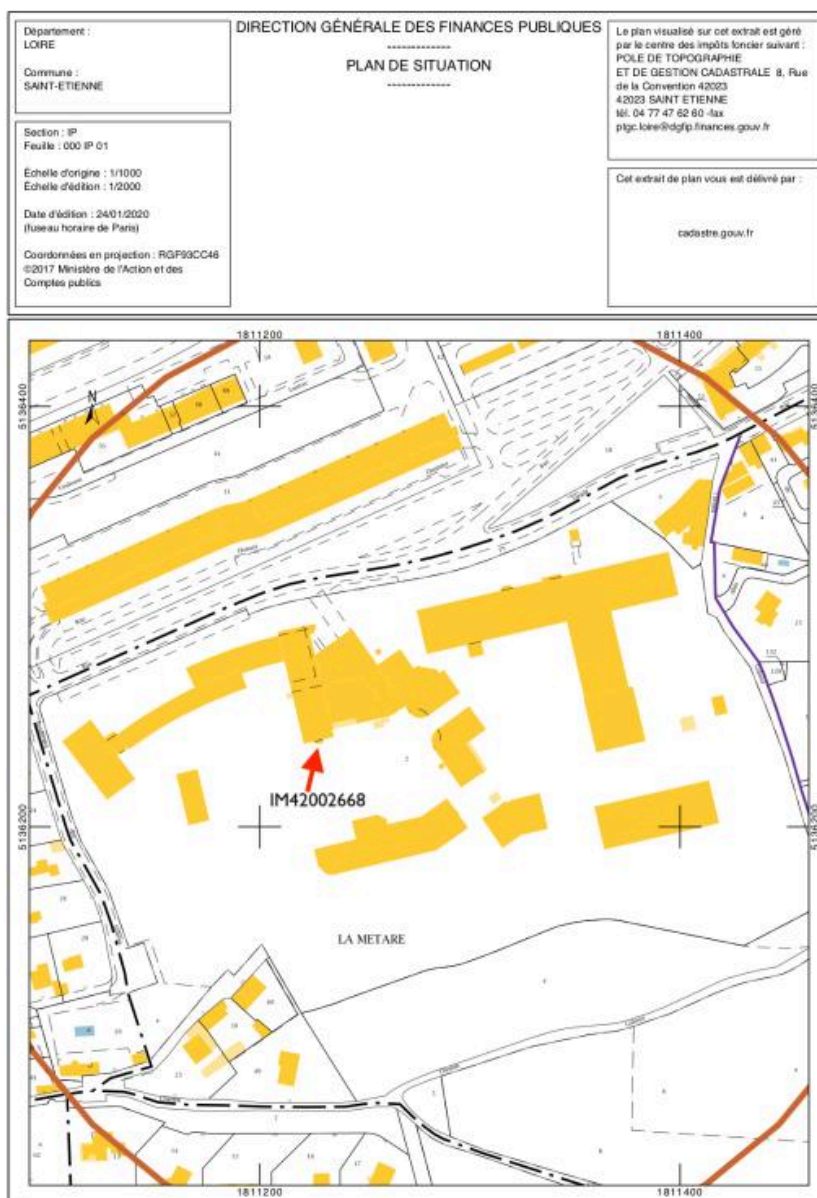 Département :
LOIRE
Commune :
SAINT-ETIENNE
Section : IP
Feuille : 000 IP 01
Échelle d'origine : 1/1000
Échelle d'édition : 1/2000
Date d'édition : 24/01/2020
(fuseau horaire de Paris)
Coordonnées en projection : RGF93CC46
©2017 Ministère de l'Action et des
Comptes publics
DIRECTION GÉNÉRALE DES FINANCES PUBLIQUES
-------------
PLAN DE SITUATION
-------------
Le plan visualisé sur cet extrait est géré
par le centre des impôts foncier suivant :
POLE DE TOPOGRAPHIE
ET DE GESTION CADASTRALE 8, Rue
de la Convention 42023
42023 SAINT ETIENNE
tél. 04 77 47 62 60 -fax
ptgc.loire@dgfip.finances.gouv.fr
Cet extrait de plan vous est délivré par :
cadastre.gouv.fr
1811200
1811400
5136400
5136400
N
IM42002668
5136200
5136200
LA METARE
1811200
1811400